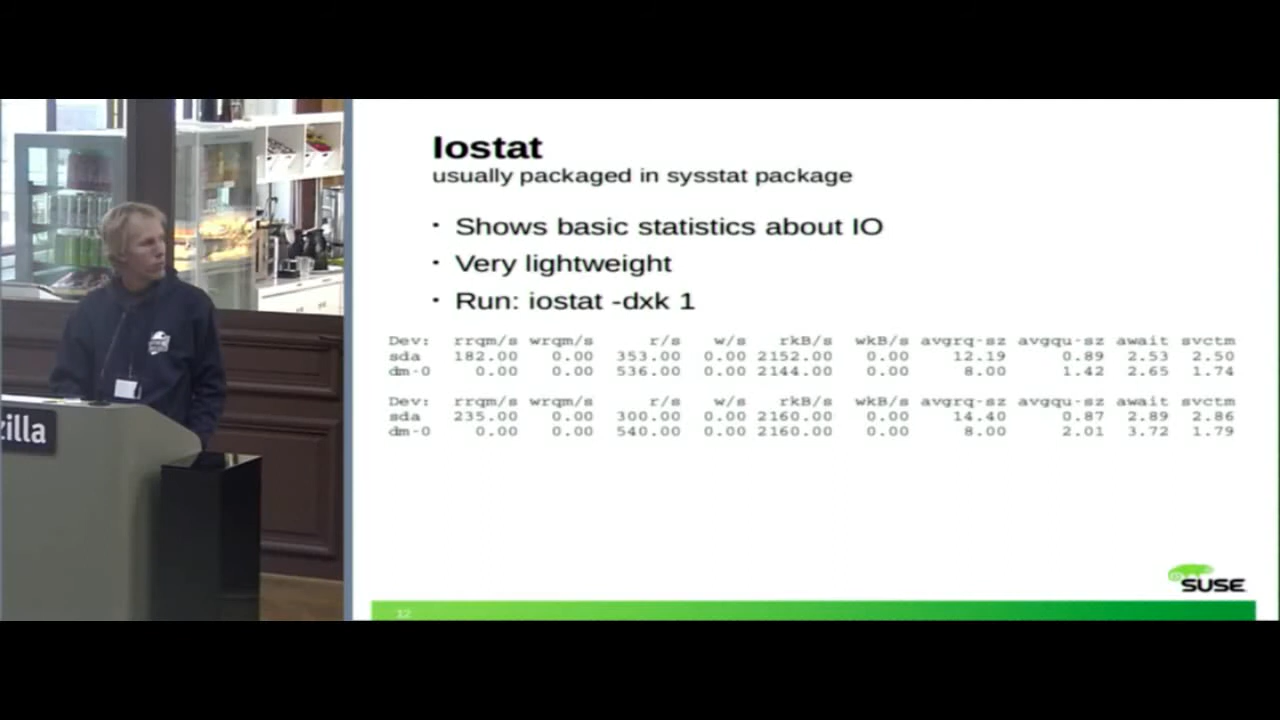 Iostat
usually packaged in sysstat package
• Shows basic statistics about IO
• Very lightweight
• Run: iostat -dxk 1
Dev: rrqm/s wrqm/s r/s w/s rkB/s wkB/s avgrq-sz avgqu-sz await svctm
sda 182.00 0.00 353.00 0.00 2152.00 0.00 12.19 0.89 2.53 2.50
dm-0 0.00 0.00 536.00 0.00 2144.00 0.00 8.00 1.42 2.65 1.74
Dev: rrqm/s wrqm/s r/s w/s rkB/s wkB/s avgrq-sz avgqu-sz await svctm
sda 235.00 0.00 300.00 0.00 2160.00 0.00 14.40 0.87 2.89 2.86
dm-0 0.00 0.00 540.00 0.00 2160.00 0.00 8.00 2.01 3.72 1.79
zilla
SUSE
12